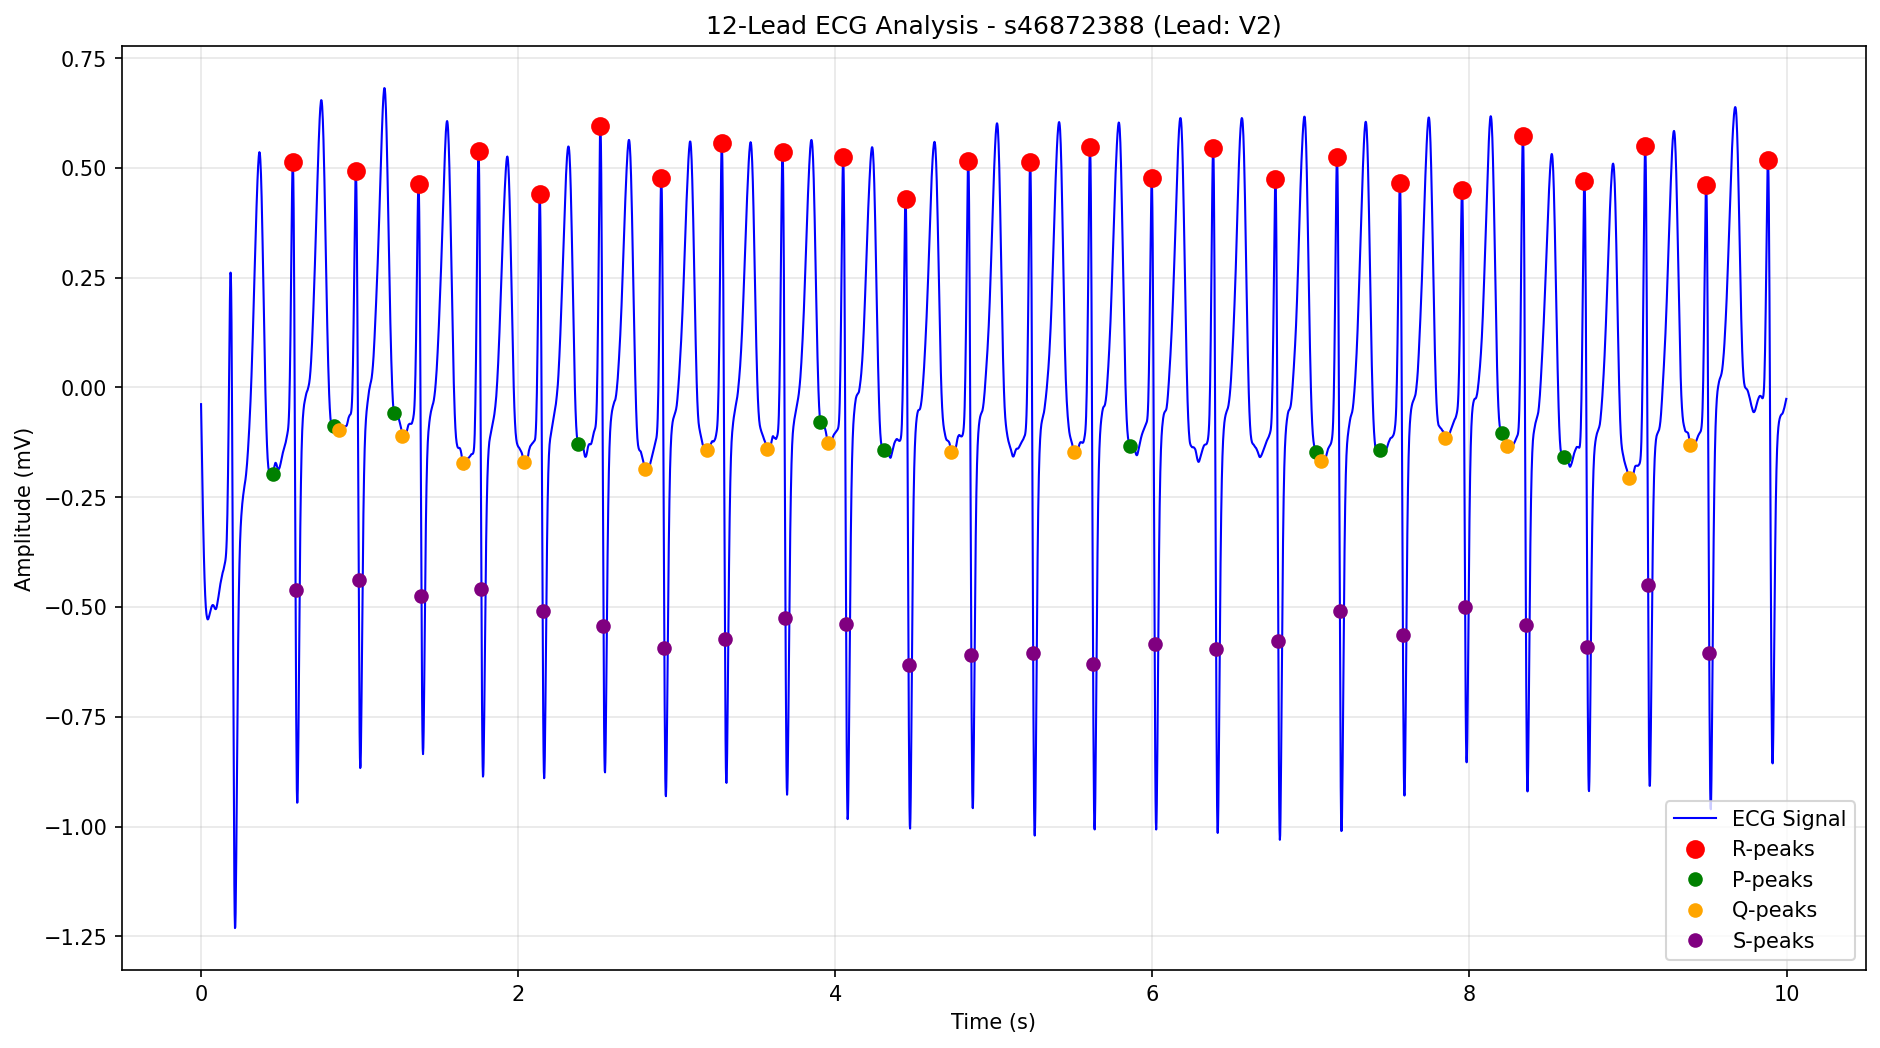 12-Lead ECG Analysis - s46872388 (Lead: V2)
0.75
0.50
0.25
0.00
−0.25
−0.50
−0.75
−1.00
−1.25
Amplitude (mV)
0 2 4 6 8 10
Time (s)
ECG Signal
R-peaks
P-peaks
Q-peaks
S-peaks